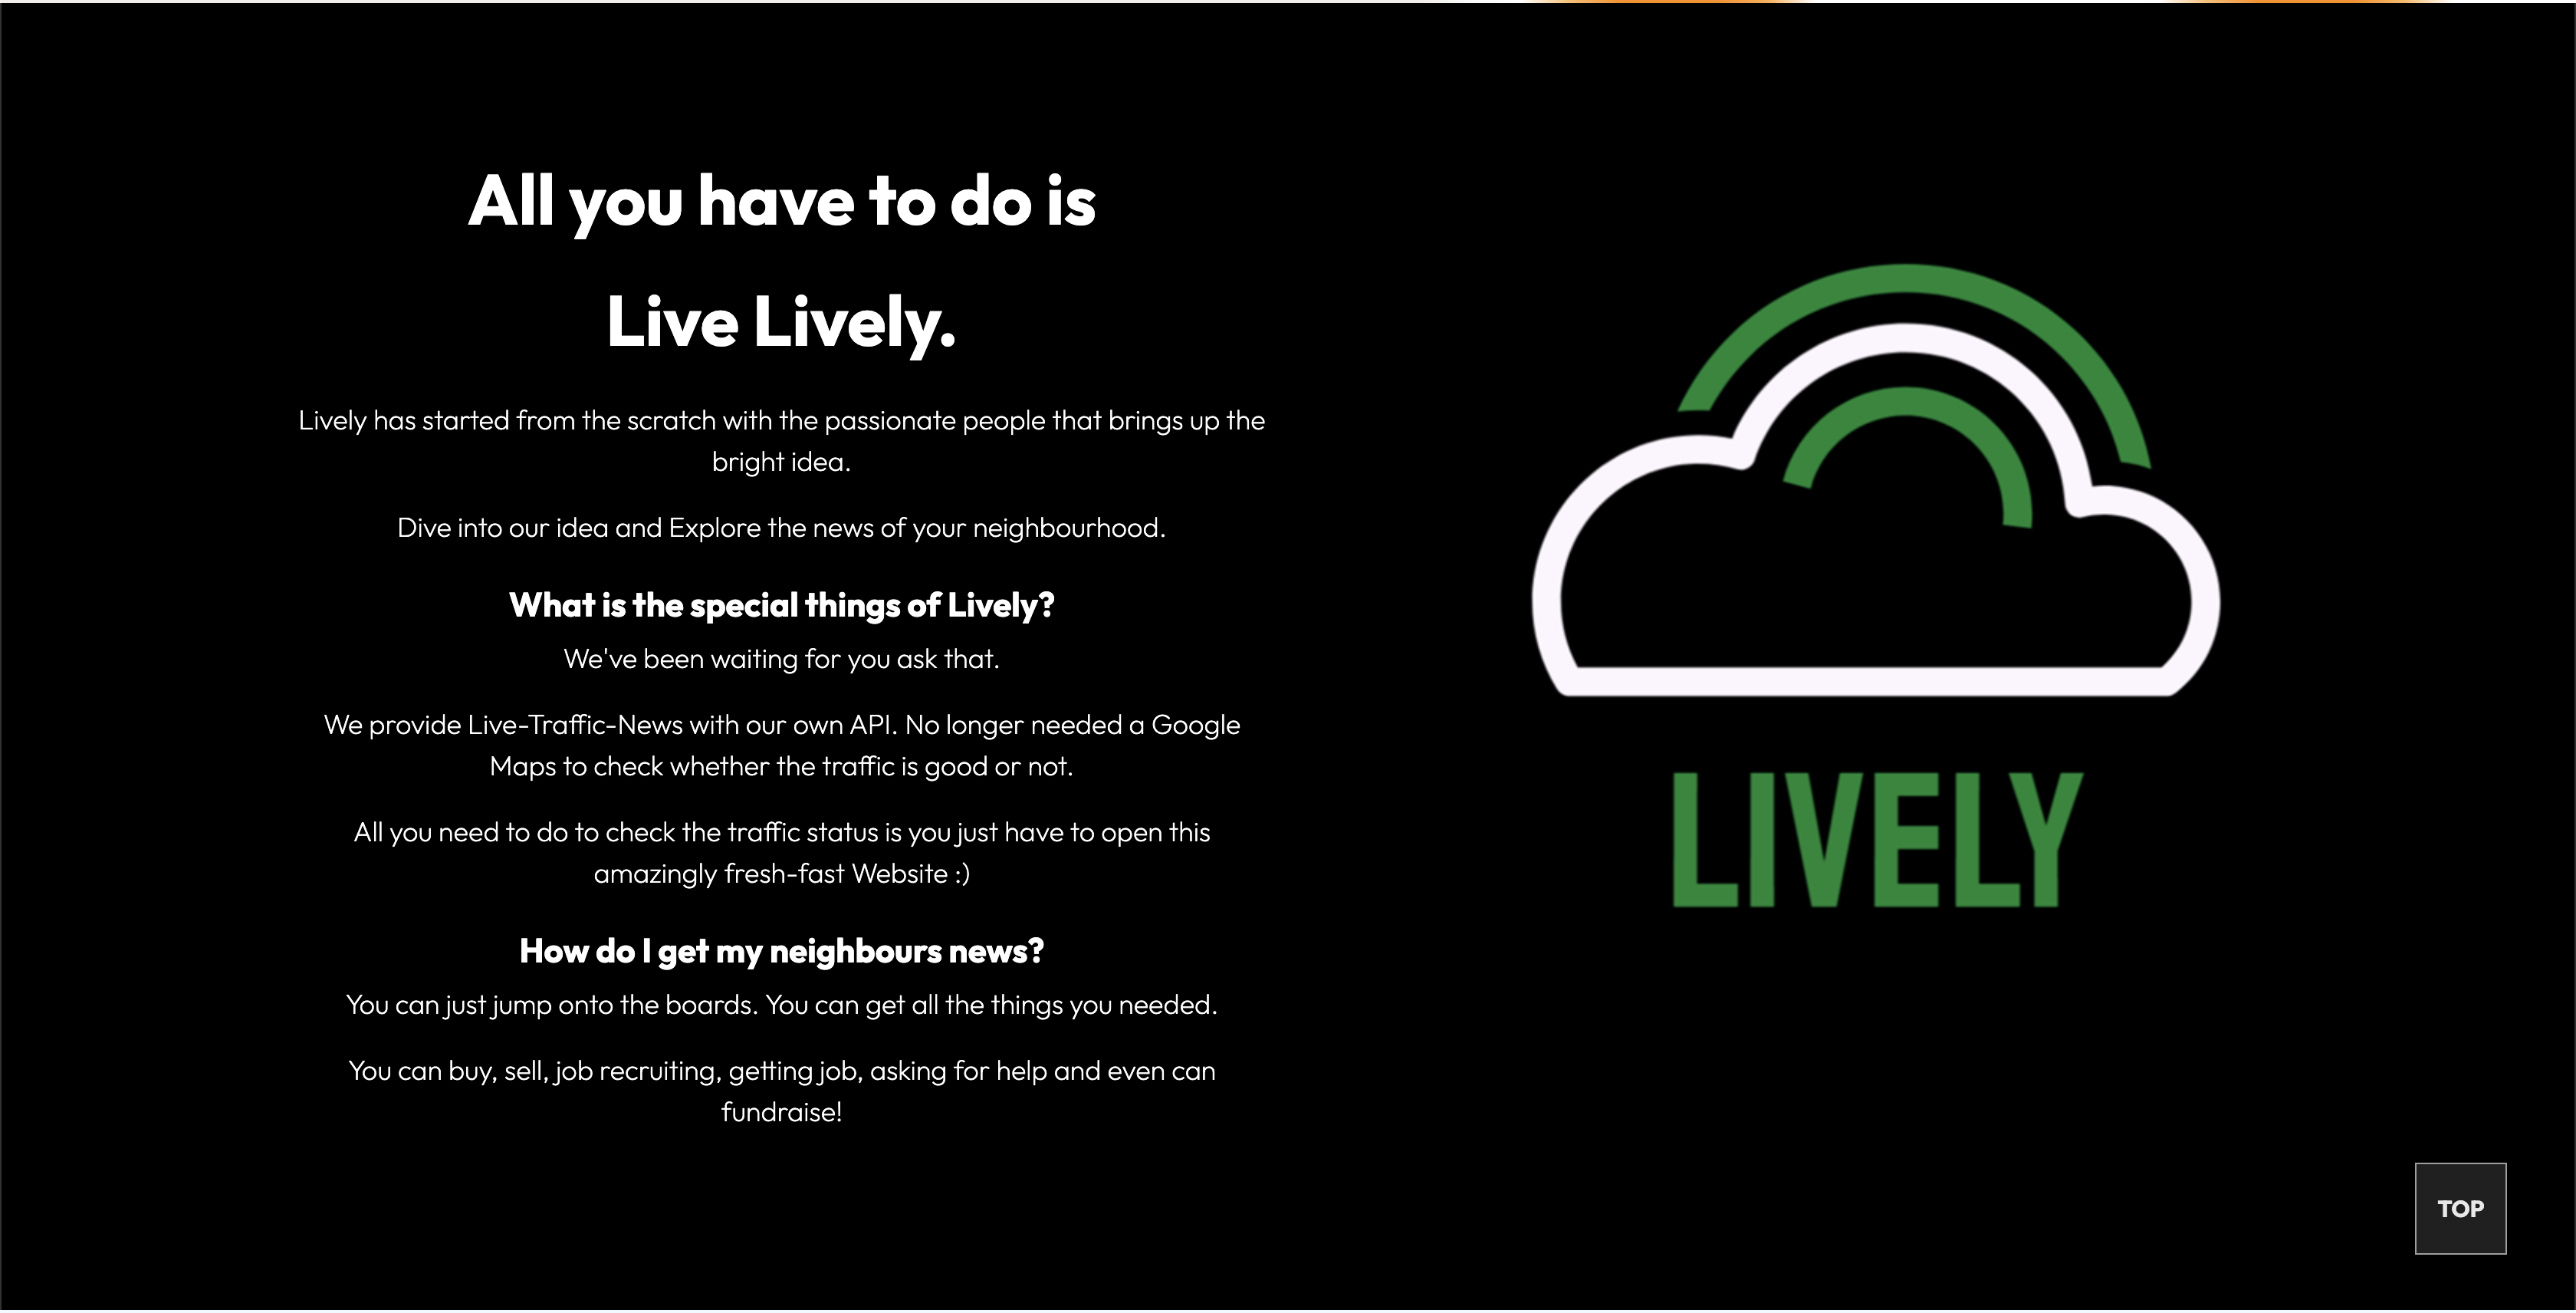 All you have to do is
Live Lively.
Lively has started from the scratch with the passionate people that brings up the
bright idea.
Dive into our idea and Explore the news of your neighbourhood.
What is the special things of Lively?
We've been waiting for you ask that.
We provide Live-Traffic-News with our own API. No longer needed a Google
Maps to check whether the traffic is good or not.
All you need to do to check the traffic status is you just have to open this
amazingly fresh-fast Website :)
How do I get my neighbours news?
You can just jump onto the boards. You can get all the things you needed.
You can buy, sell, job recruiting, getting job, asking for help and even can
fundraise!
LIVELY
TOP